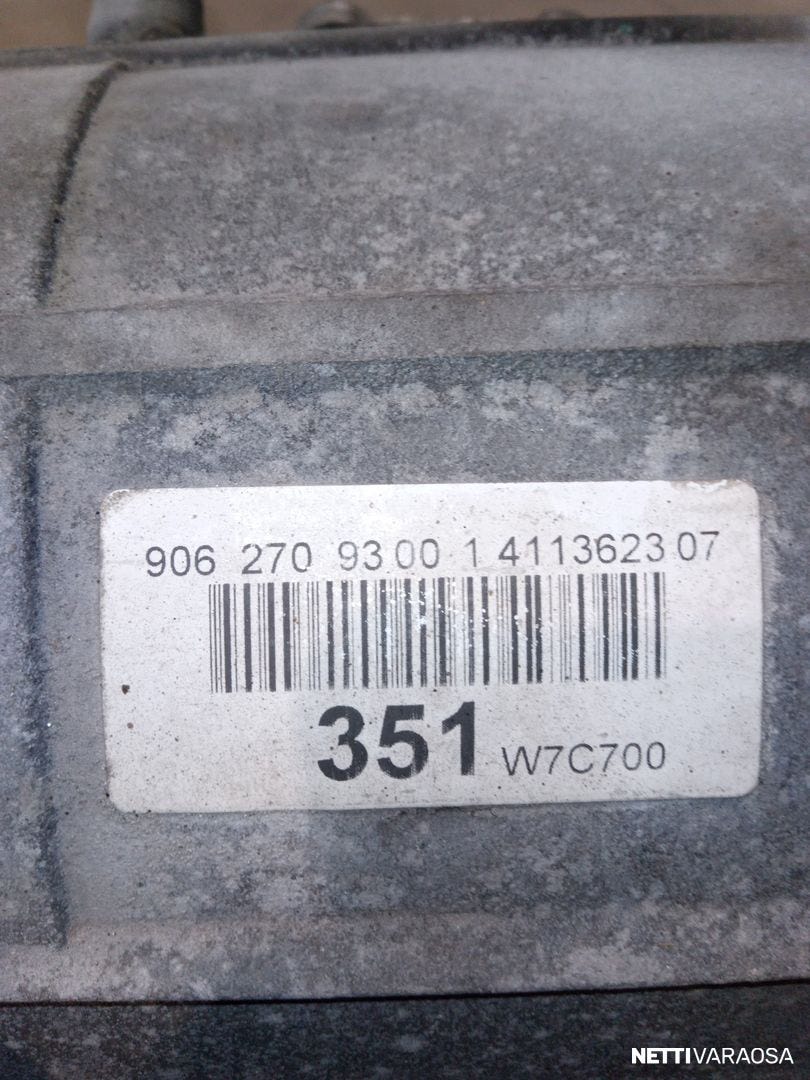 906 270 93 00 1 4113623 07
351 W7C700
NETTIVARAOSA